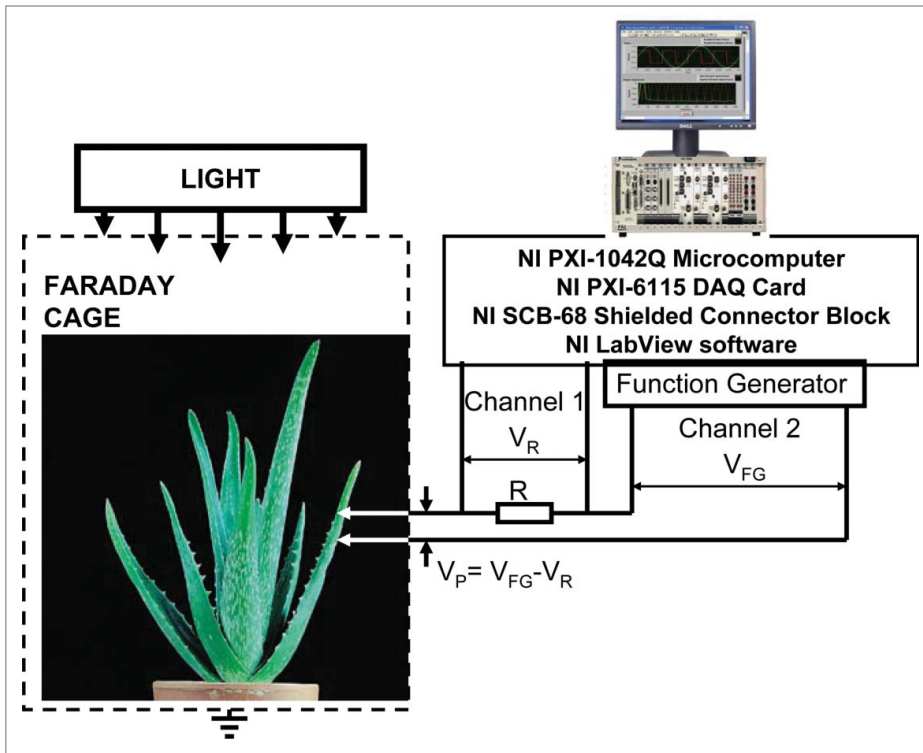 LIGHT
FARADAY
CAGE
NI PXI-1042Q Microcomputer
NI PXI-6115 DAQ Card
NI SCB-68 Shielded Connector Block
NI LabView software
Function Generator
Channel 1
V_R
Channel 2
V_FG
R
V_P= V_FG-V_R
DELL